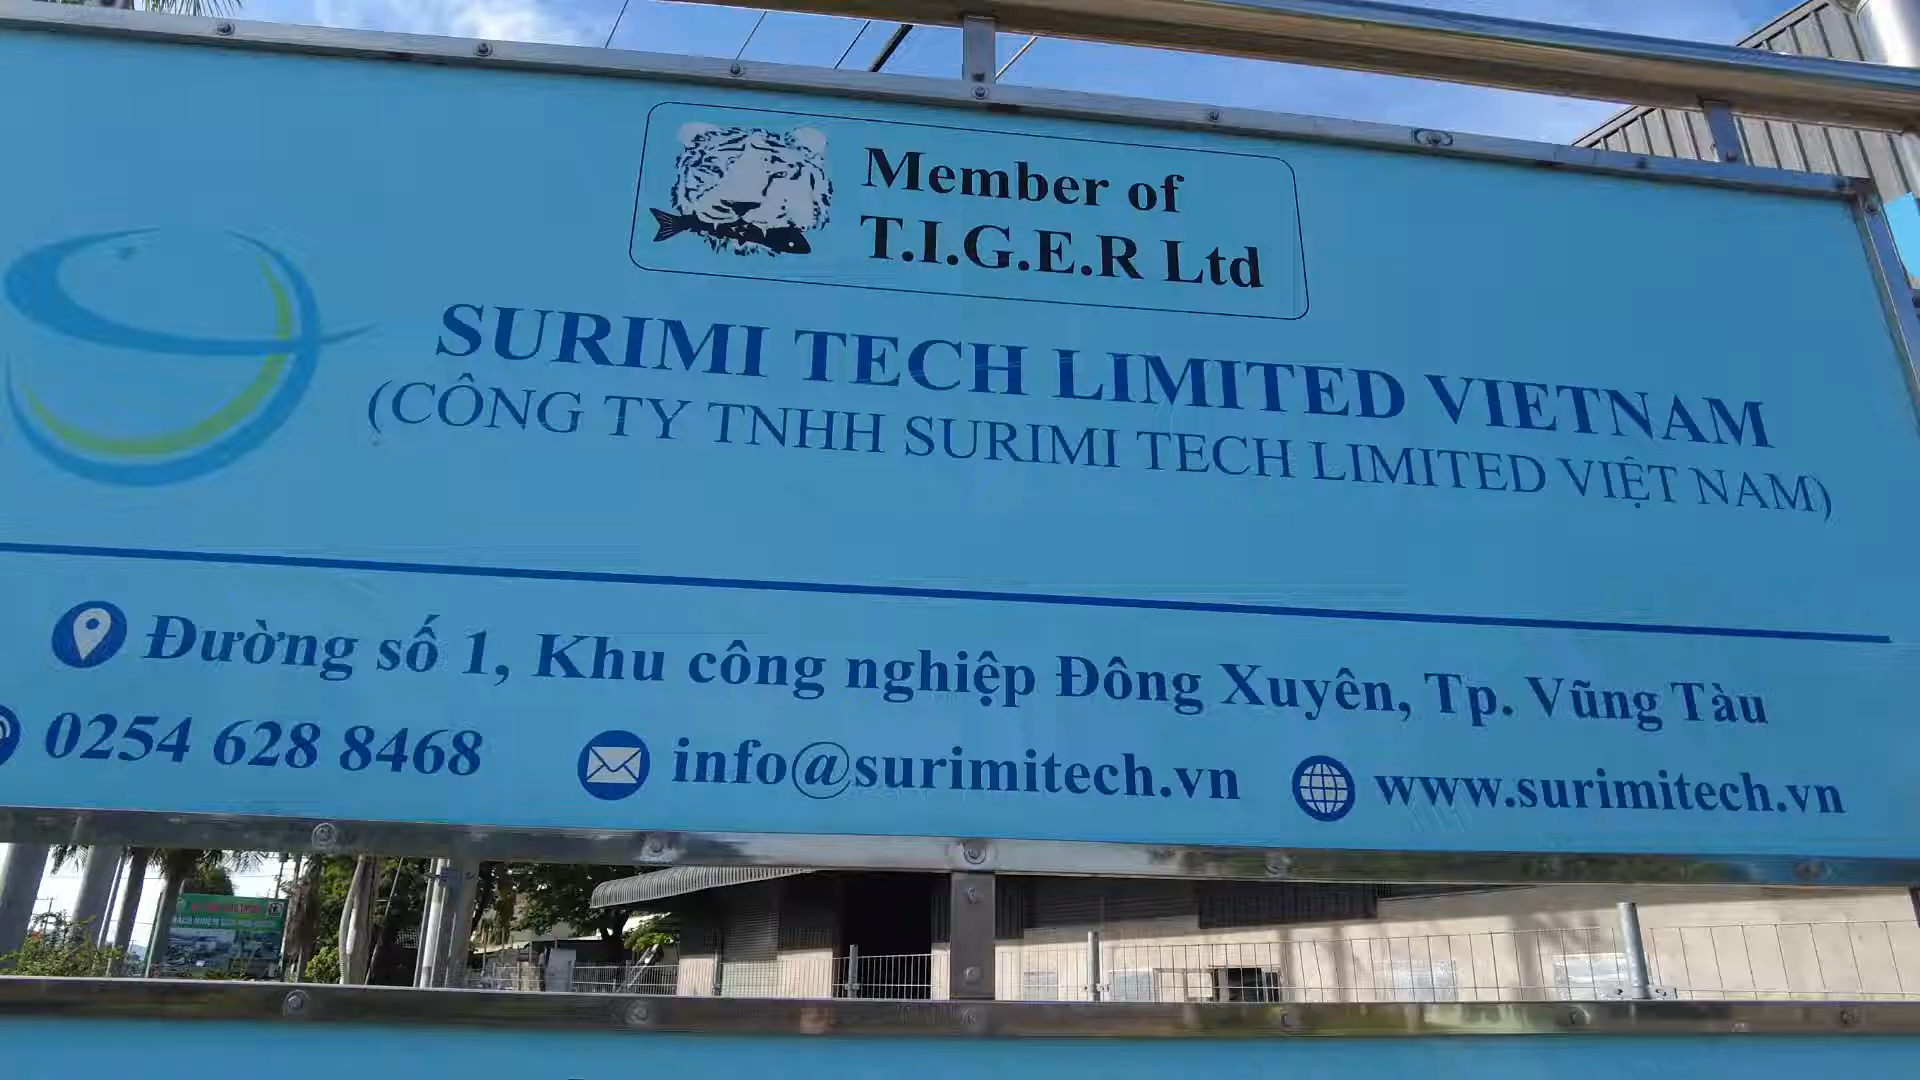 Member of
T.I.G.E.R Ltd
SURIMI TECH LIMITED VIETNAM
(CÔNG TY TNHH SURIMI TECH LIMITED VIỆT NAM)
Đường số 1, Khu công nghiệp Đông Xuyên, Tp. Vũng Tàu
0254 628 8468 info@surimitech.vn www.surimitech.vn